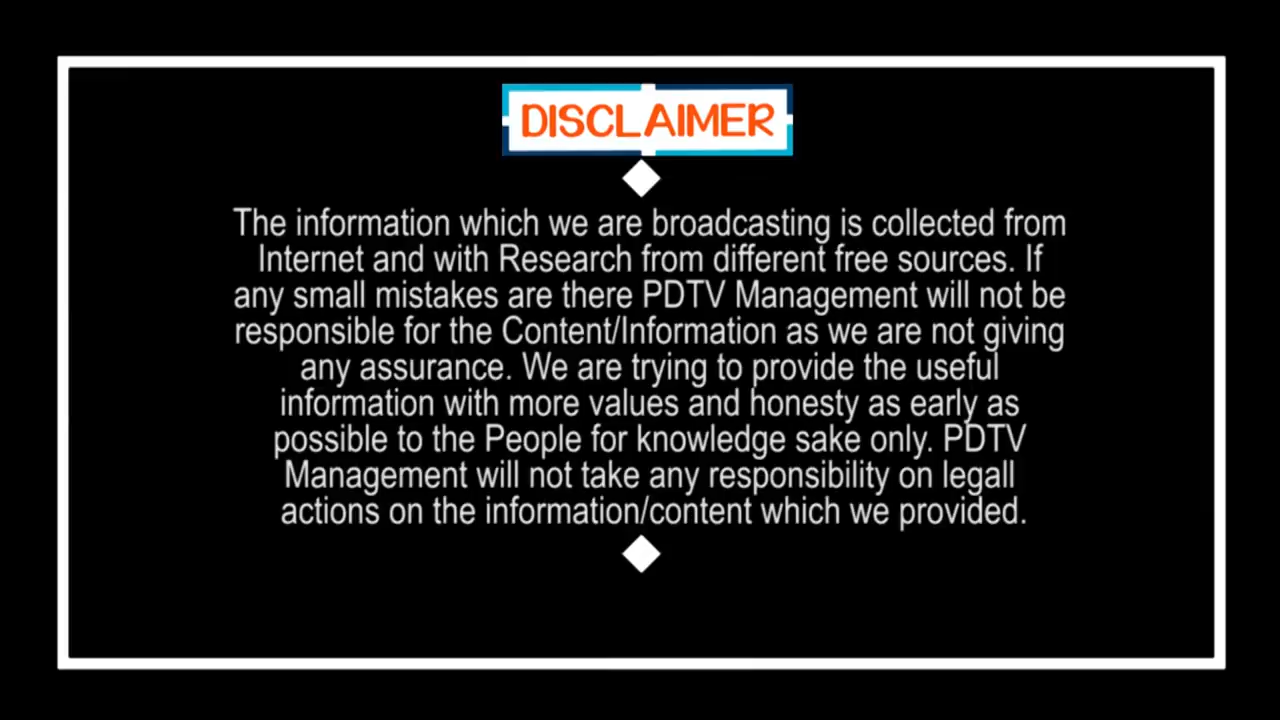 DISCLAIMER
The information which we are broadcasting is collected from
Internet and with Research from different free sources. If
any small mistakes are there PDTV Management will not be
responsible for the Content/Information as we are not giving
any assurance. We are trying to provide the useful
information with more values and honesty as early as
possible to the People for knowledge sake only. PDTV
Management will not take any responsibility on legall
actions on the information/content which we provided.